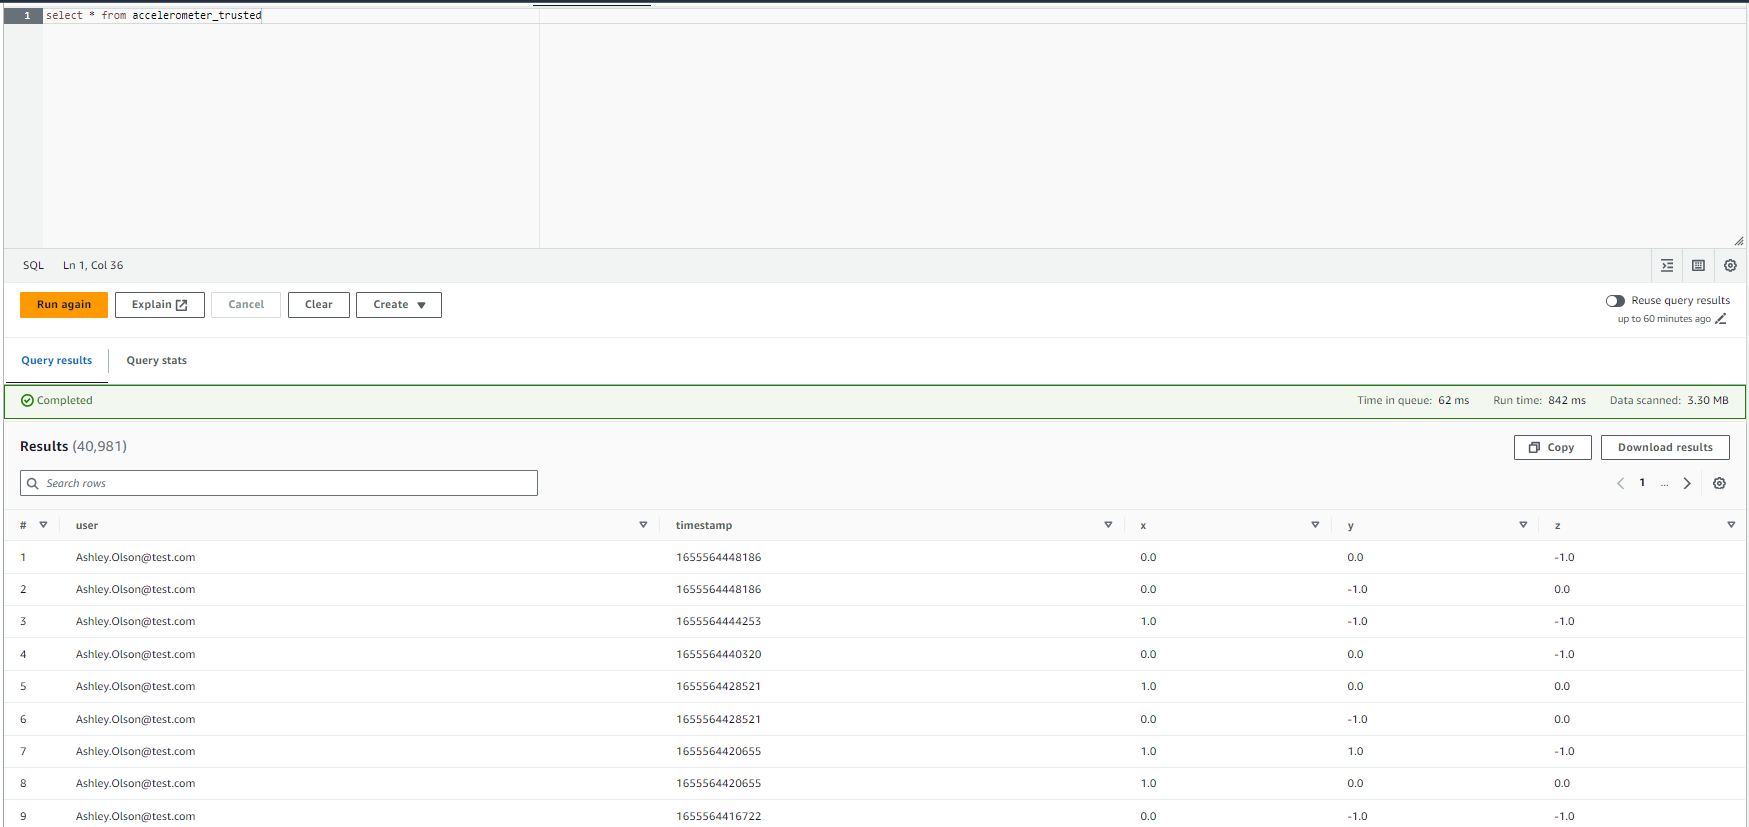 1 select * from accelerometer_trusted
SQL Ln 1, Col 36
Run again Explain Cancel Clear Create Reuse query results
up to 60 minutes ago
Query results Query stats
Completed Time in queue: 62 ms Run time: 842 ms Data scanned: 3.30 MB
Results (40,981) Copy Download results
Search rows 1 ...
# user timestamp x y z
1 Ashley.Olson@test.com 1655564448186 0.0 0.0 -1.0
2 Ashley.Olson@test.com 1655564448186 0.0 -1.0 0.0
3 Ashley.Olson@test.com 1655564444253 1.0 -1.0 -1.0
4 Ashley.Olson@test.com 1655564440320 0.0 0.0 -1.0
5 Ashley.Olson@test.com 1655564428521 1.0 0.0 0.0
6 Ashley.Olson@test.com 1655564428521 0.0 -1.0 0.0
7 Ashley.Olson@test.com 1655564420655 1.0 1.0 -1.0
8 Ashley.Olson@test.com 1655564420655 1.0 0.0 0.0
9 Ashley.Olson@test.com 1655564416722 0.0 -1.0 -1.0